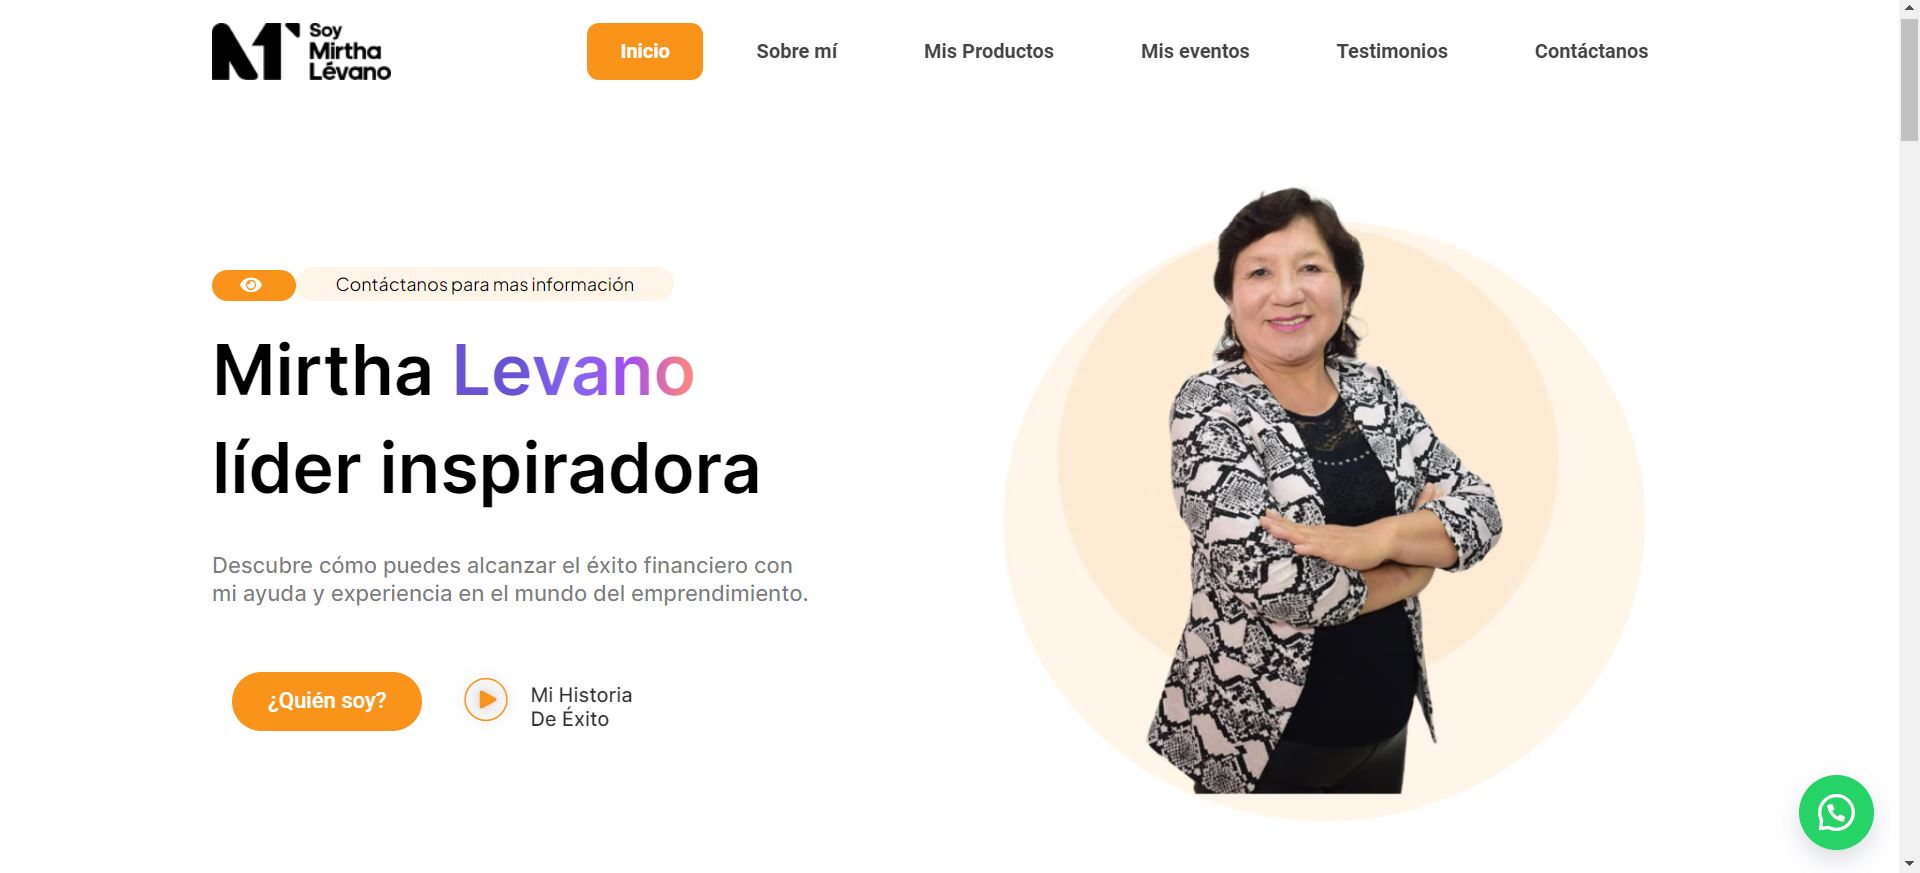 Soy
Mirtha
Lévano
Inicio
Sobre mí
Mis Productos
Mis eventos
Testimonios
Contáctanos
Contáctanos para mas información
Mirtha Levano
líder inspiradora
Descubre cómo puedes alcanzar el éxito financiero con
mi ayuda y experiencia en el mundo del emprendimiento.
¿Quién soy?
Mi Historia
De Éxito